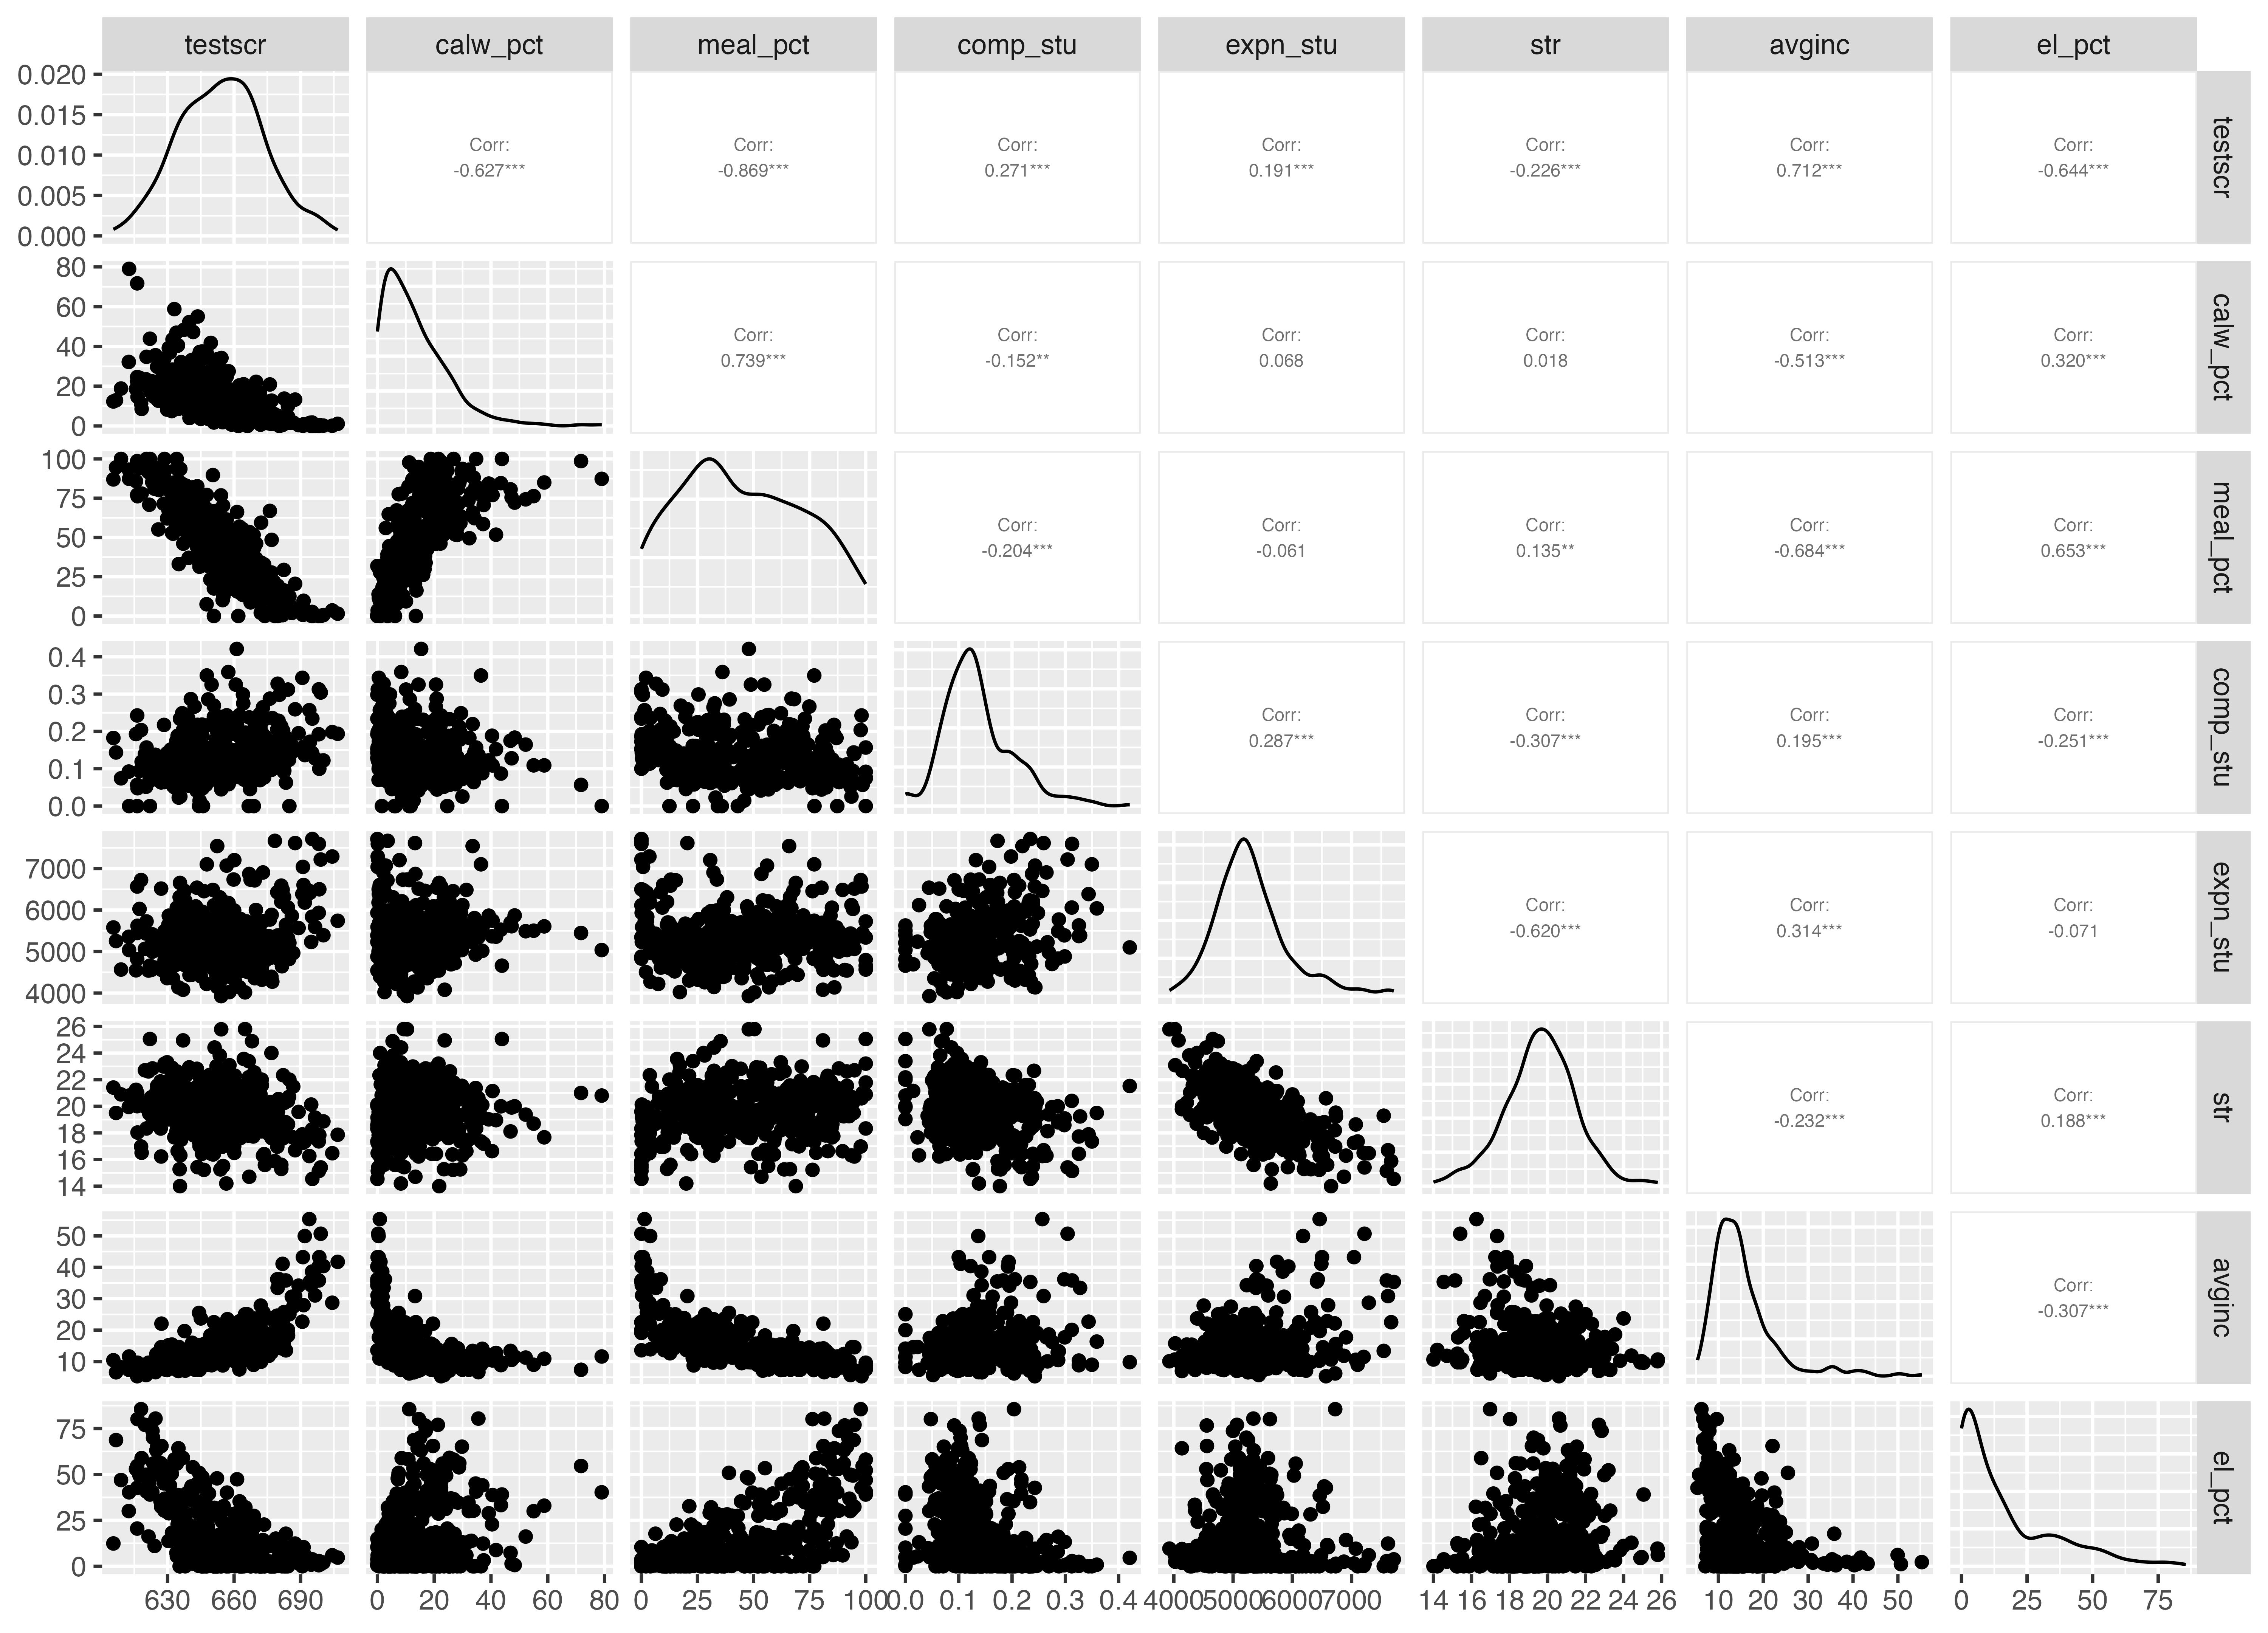 testscr calw_pct meal_pct comp_stu expn_stu str avginc el_pct
0.020
0.015
0.010
0.005
0.000
Corr: Corr: Corr: Corr: Corr: Corr: Corr:
-0.627*** -0.869*** 0.271*** 0.191*** -0.226*** 0.712*** -0.644***
testscr
80
60
40
20
0
Corr: Corr: Corr: Corr: Corr: Corr:
0.739*** -0.152** 0.068 0.018 -0.513*** 0.320***
calw_pct
100
75
50
25
0
Corr: Corr: Corr: Corr: Corr:
-0.204*** -0.061 0.135** -0.684*** 0.653***
meal_pct
0.4
0.3
0.2
0.1
0.0
Corr: Corr: Corr: Corr:
0.287*** -0.307*** 0.195*** -0.251***
comp_stu
7000
6000
5000
4000
Corr: Corr: Corr:
-0.620*** 0.314*** -0.071
expn_stu
26
24
22
20
18
16
14
Corr: Corr:
-0.232*** 0.188***
str
50
40
30
20
10
Corr:
-0.307***
avginc
75
50
25
0
el_pct
630 660 690 0 20 40 60 80 0 25 50 75 100 0.0 0.1 0.2 0.3 0.4 4000 5000 6000 7000 14 16 18 20 22 24 26 10 20 30 40 50 0 25 50 75